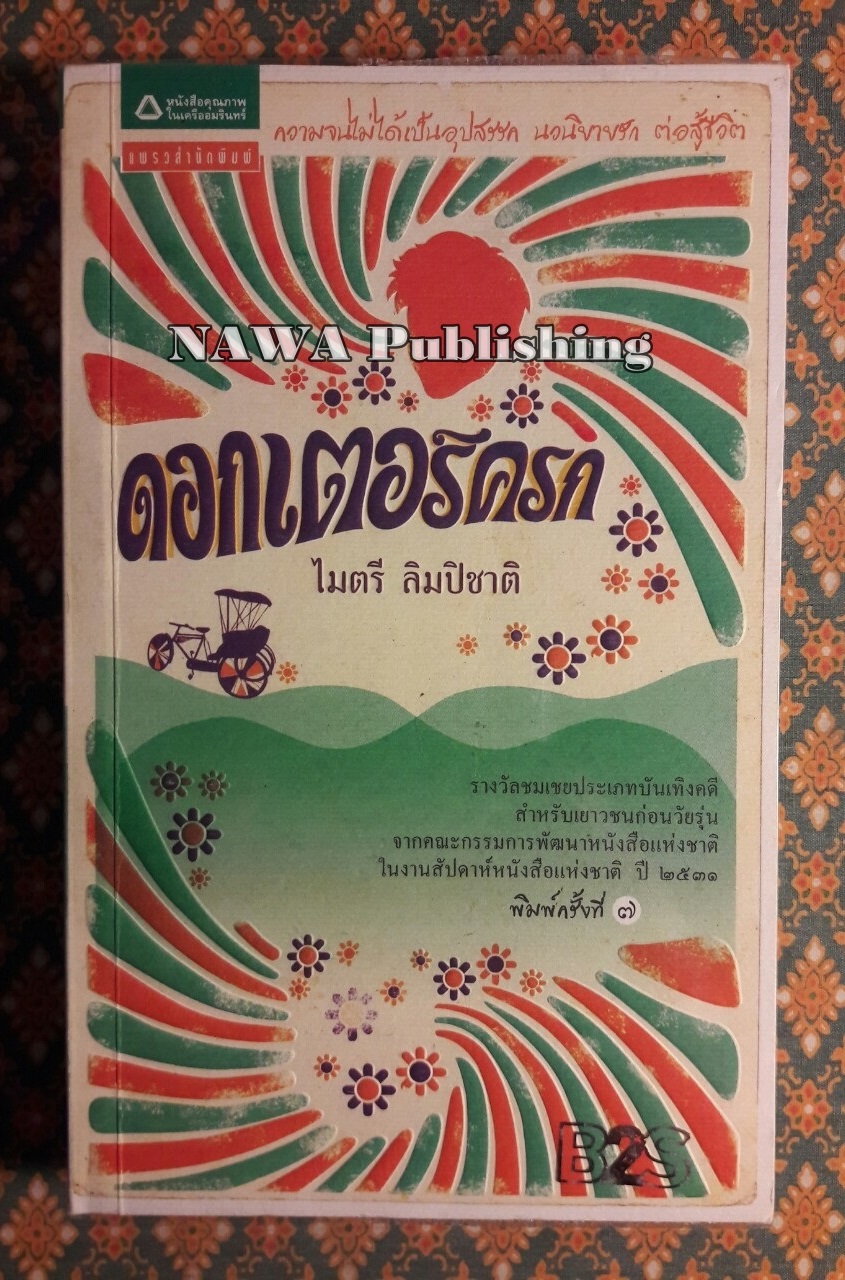 หนังสือคุณภาพ
ในเครืออมรินทร์
แพรวสำนักพิมพ์
ความจนไม่ได้เป็นอุปสรรค นวนิยายรัก ต่อสู้ชีวิต
NAWA Publishing
ดอกเตอร์ครก
ไมตรี ลิมปิชาติ
รางวัลชมเชยประเภทบันเทิงคดี
สำหรับเยาวชนก่อนวัยรุ่น
จากคณะกรรมการพัฒนาหนังสือแห่งชาติ
ในงานสัปดาห์หนังสือแห่งชาติ ปี ๒๕๓๑
พิมพ์ครั้งที่ ๗
B2S